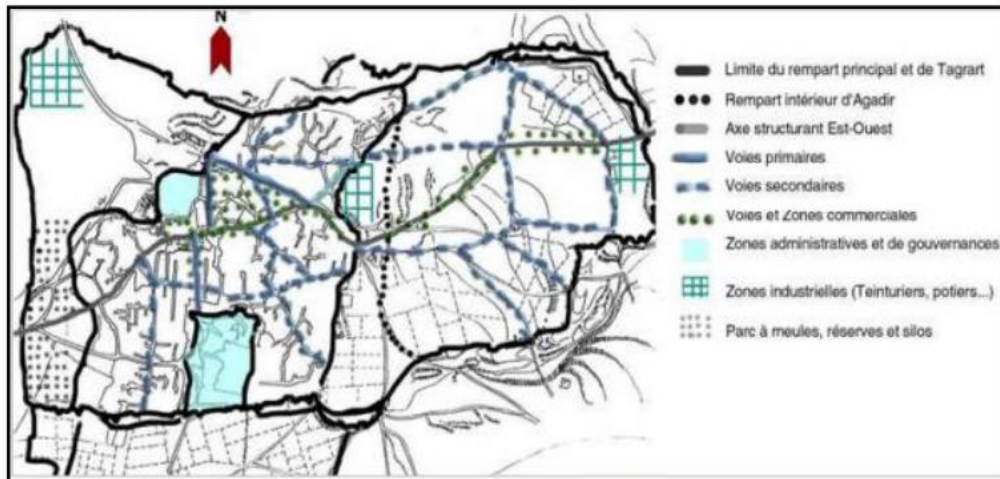 N
Limite du rempart principal et de Tagrart
Rempart intérieur d'Agadir
Axe structurant Est-Ouest
Voies primaires
Voies secondaires
Voies et Zones commerciales
Zones administratives et de gouvernances
Zones industrielles (Teinturiers, potiers...)
Parc à meules, réserves et silos